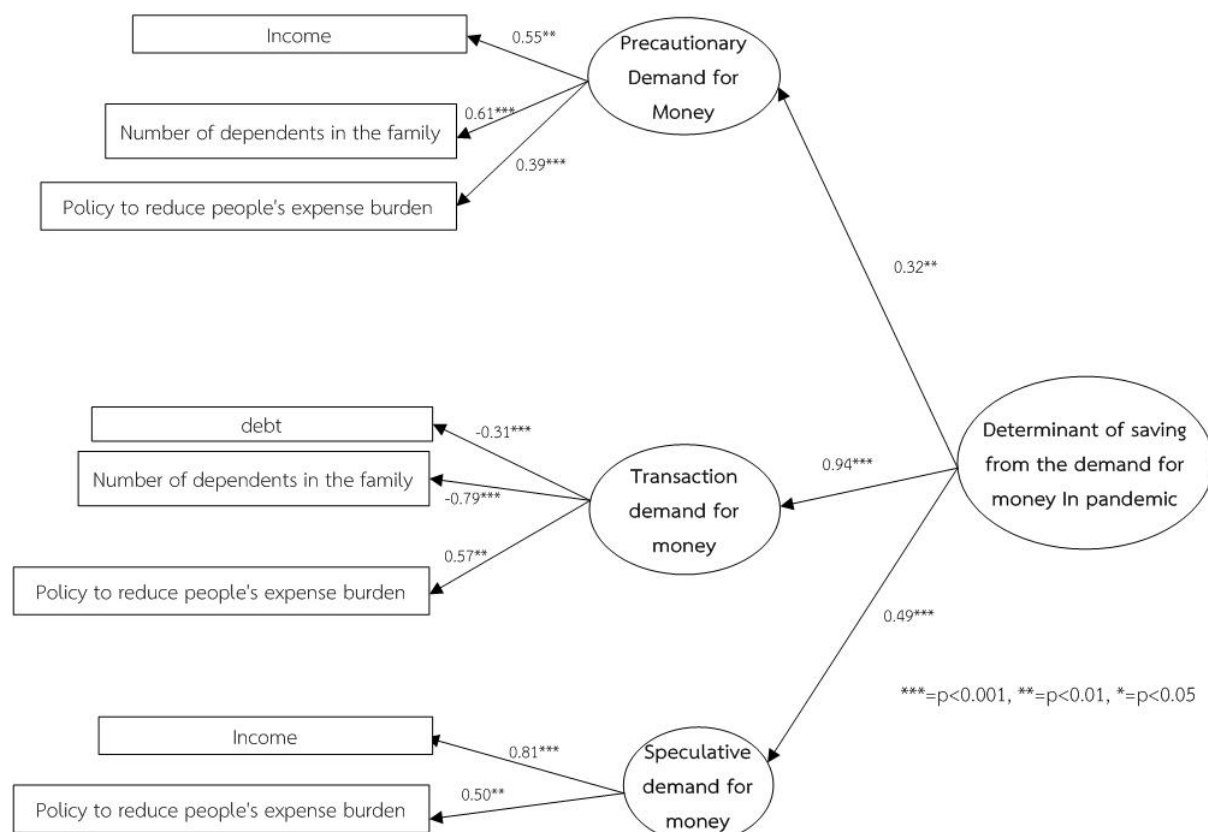 Income
0.55**
Precautionary
Demand for
Money
Number of dependents in the family
0.61***
Policy to reduce people's expense burden
0.39***
0.32**
debt
-0.31***
Number of dependents in the family
-0.79***
Transaction
demand for
money
0.94***
Determinant of saving
from the demand for
money In pandemic
Policy to reduce people's expense burden
0.57**
0.49***
***=p<0.001, **=p<0.01, *=p<0.05
Income
0.81***
Speculative
demand for
money
Policy to reduce people's expense burden
0.50**